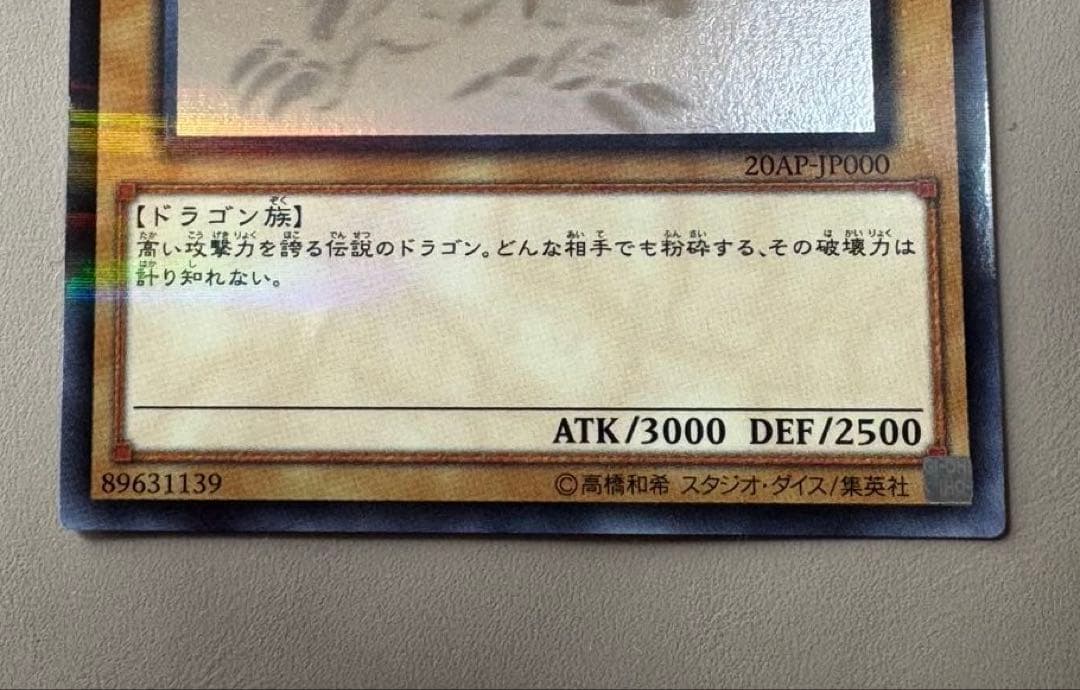 20AP-JP000
【ドラゴン族】
高い攻撃力を誇る伝説のドラゴン。どんな相手でも粉砕する、その破壊力は
計り知れない。
ATK/3000 DEF/2500
89631139 ©高橋和希 スタジオ・ダイス/集英社